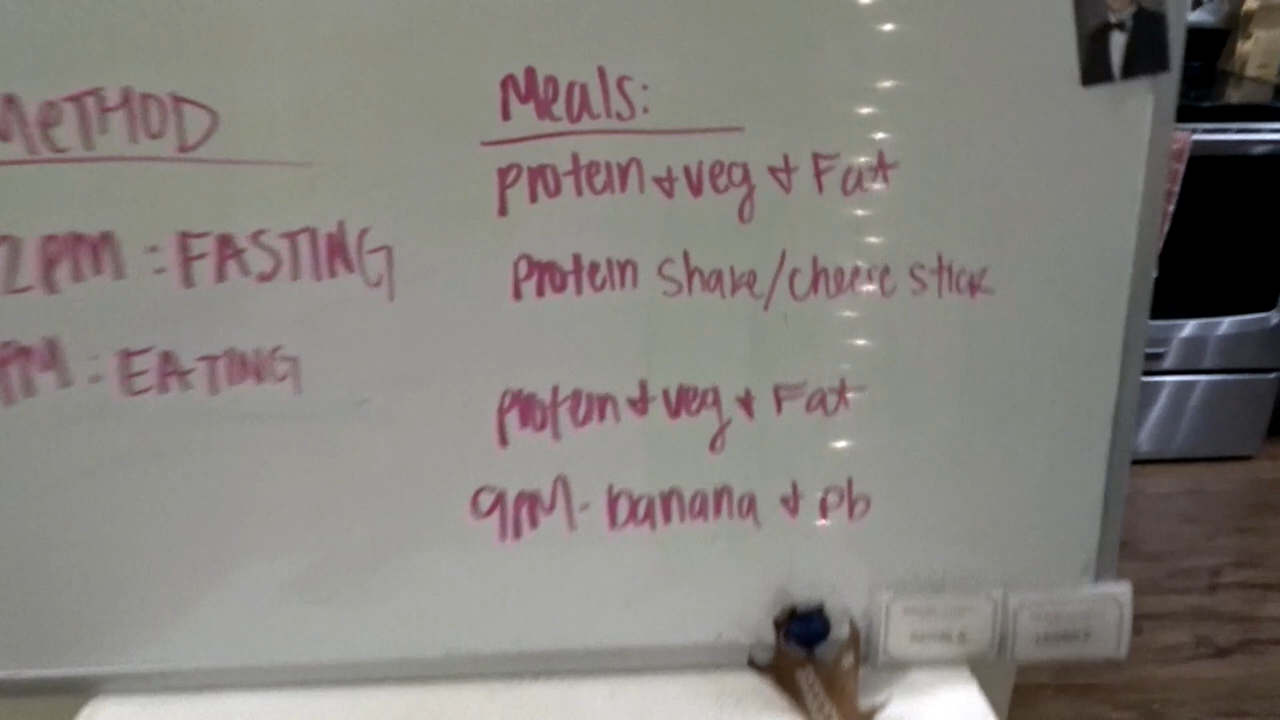 METHOD
2PM : FASTING
PM : EATING
Meals:
protein + veg + Fat
protein shake/cheese stick
protein + veg + Fat
9PM - banana + pb